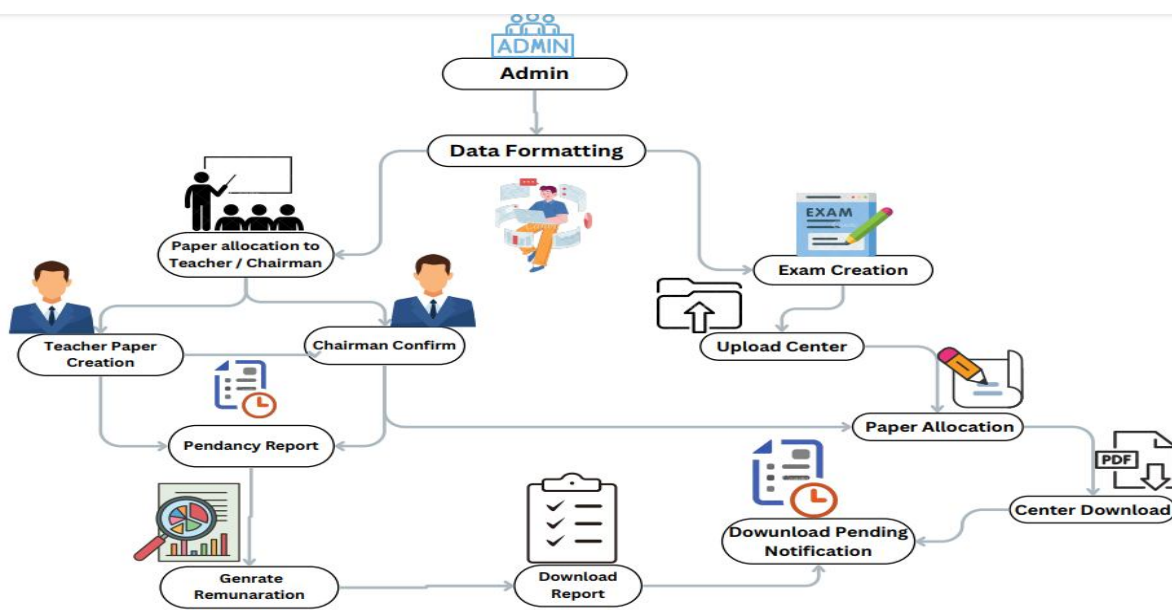 ADMIN
Admin
Data Formatting
EXAM
Paper allocation to
Teacher / Chairman
Exam Creation
Teacher Paper
Creation
Chairman Confirm
Upload Center
Pendancy Report
Paper Allocation
PDF
Center Download
Dowunload Pending
Notification
Genrate
Remunaration
Download
Report